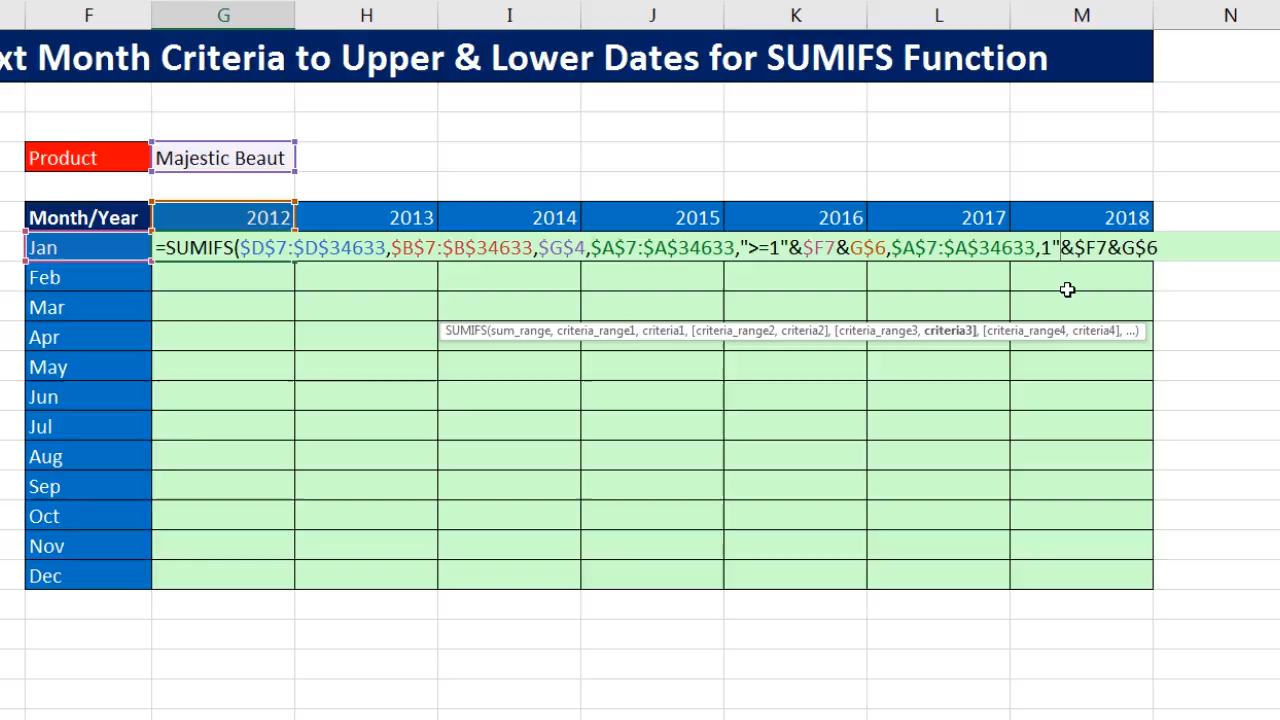 F G H I J K L M N
xt Month Criteria to Upper & Lower Dates for SUMIFS Function
Product Majestic Beaut
Month/Year 2012 2013 2014 2015 2016 2017 2018
Jan =SUMIFS($D$7:$D$34633,$B$7:$B$34633,$G$4,$A$7:$A$34633,">=1"&$F7&G$6,$A$7:$A$34633,1"&$F7&G$6
Feb
Mar
SUMIFS(sum_range, criteria_range1, criteria1, [criteria_range2, criteria2], [criteria_range3, criteria3], [criteria_range4, criteria4], ...)
Apr
May
Jun
Jul
Aug
Sep
Oct
Nov
Dec